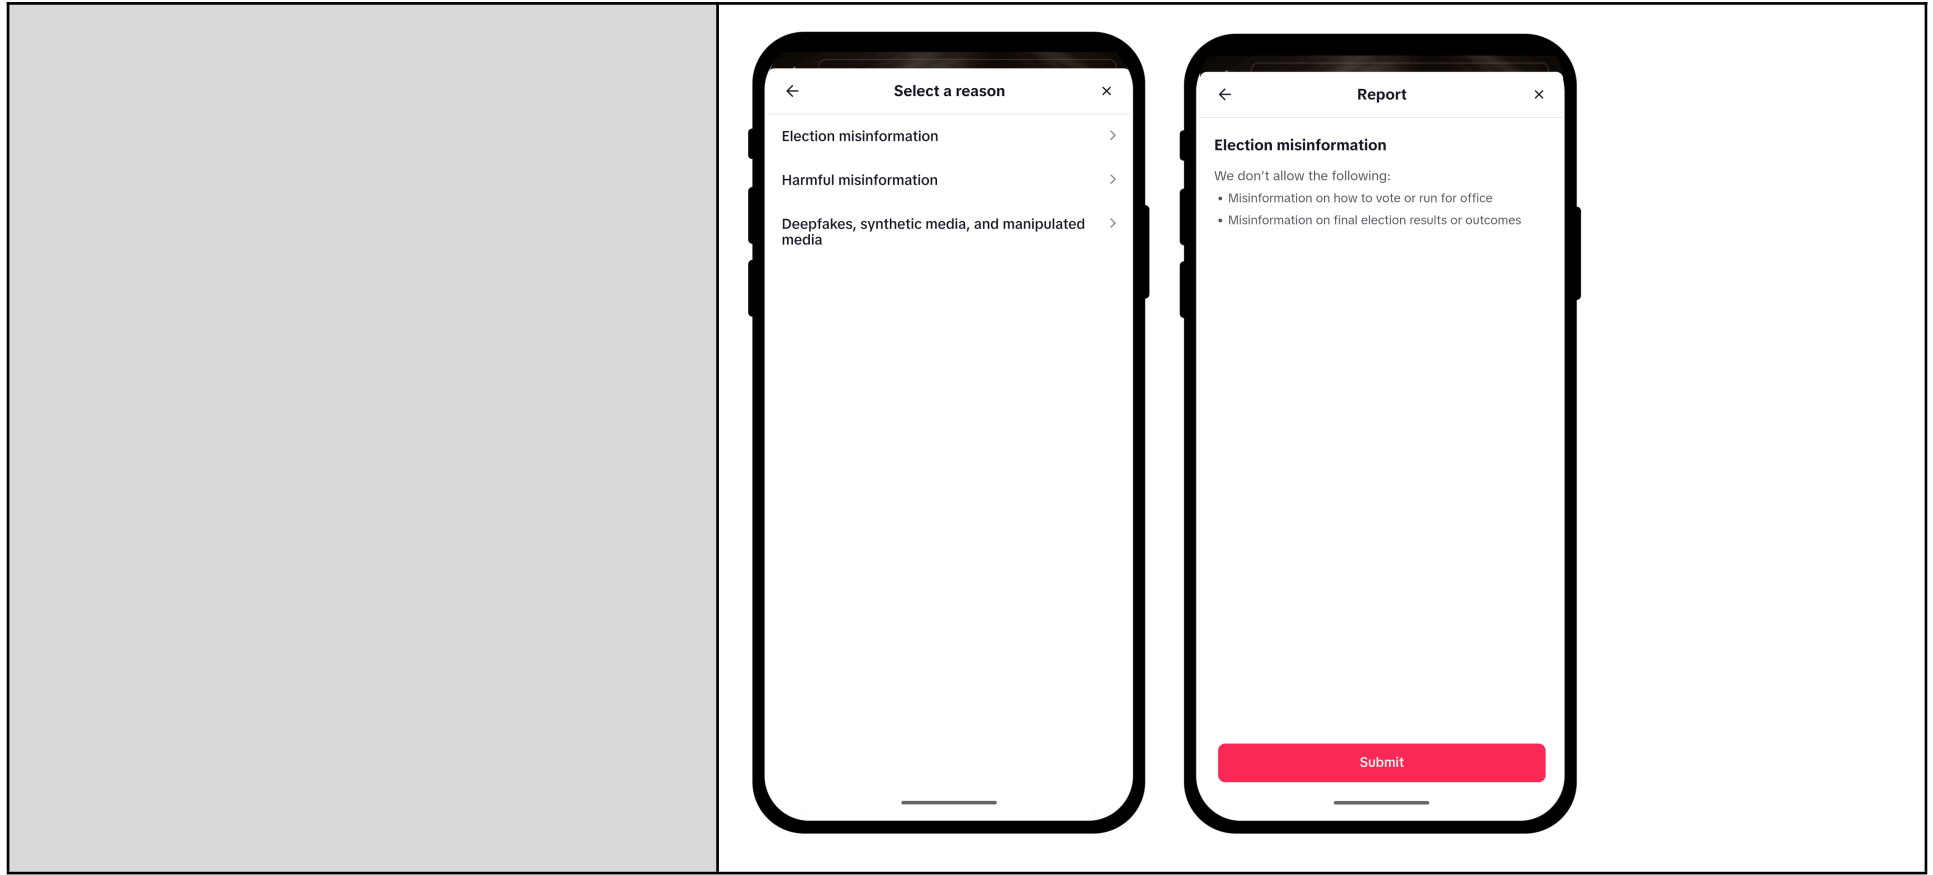 Select a reason
Election misinformation
Harmful misinformation
Deepfakes, synthetic media, and manipulated
media
Report
Election misinformation
We don't allow the following:
• Misinformation on how to vote or run for office
• Misinformation on final election results or outcomes
Submit